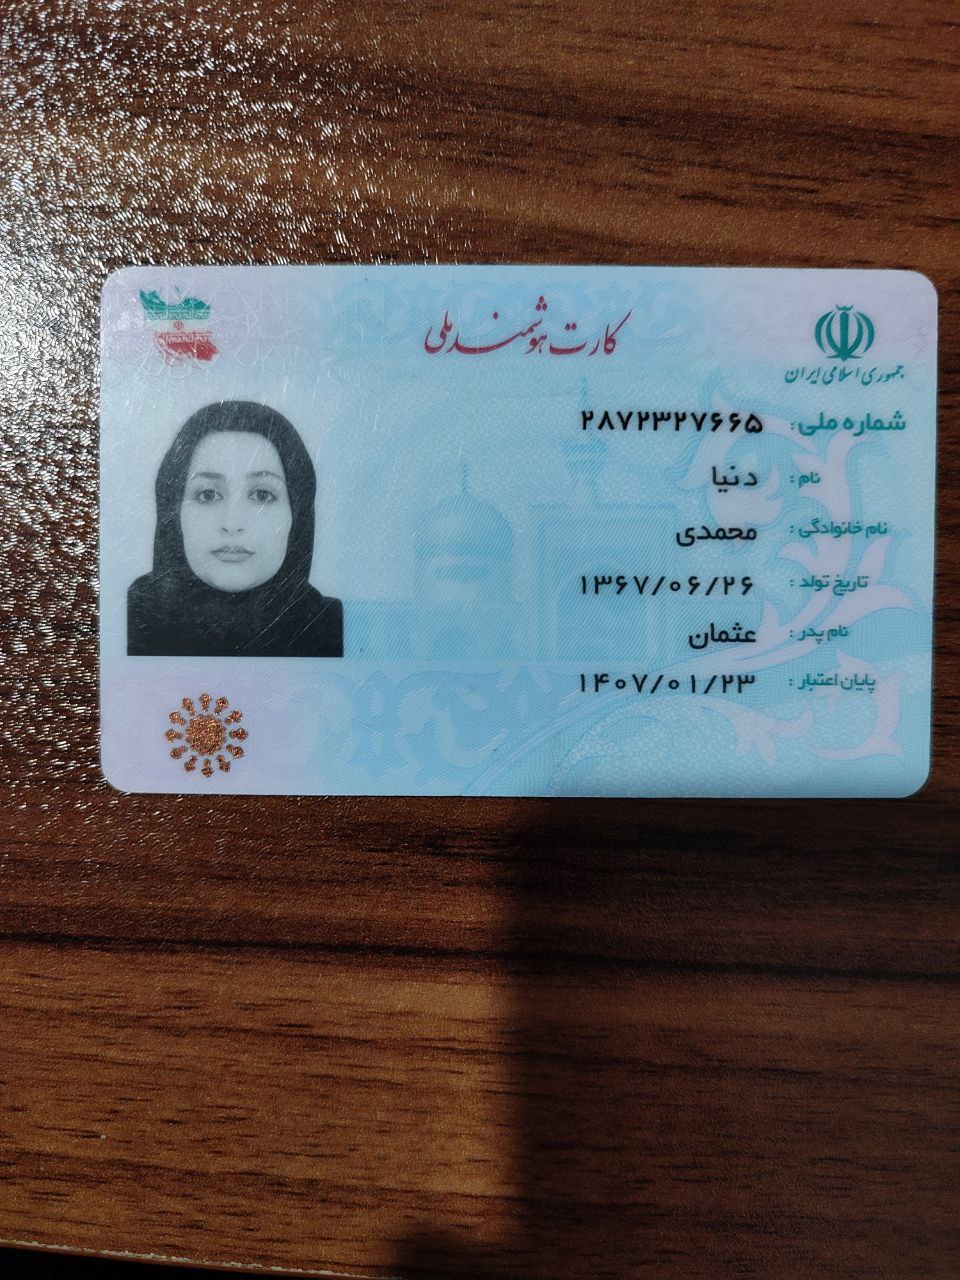 کارت هوشمند ملی
جمهوری اسلامی ایران
شماره ملی: ۲۸۷۲۳۲۷۶۶۵
نام: دنیا
نام خانوادگی: محمدی
تاریخ تولد: ۱۳۶۷/۰۶/۲۶
نام پدر: عثمان
پایان اعتبار: ۱۴۰۷/۰۱/۲۳